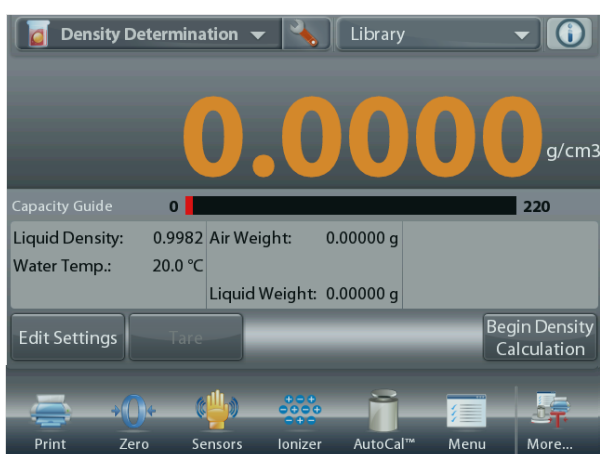 Density Determination Library
0.0000 g/cm3
Capacity Guide 0 220
Liquid Density: 0.9982 Air Weight: 0.00000 g
Water Temp.: 20.0 °C
Liquid Weight: 0.00000 g
Edit Settings Tare Begin Density
Calculation
Print Zero Sensors Ionizer AutoCal™ Menu More...